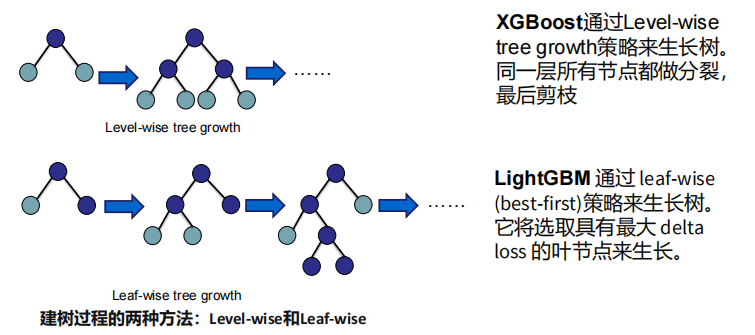 XGBoost通过Level-wise
tree growth策略来生长树。
同一层所有节点都做分裂，
最后剪枝
……
Level-wise tree growth
LightGBM 通过 leaf-wise
(best-first)策略来生长树。
它将选取具有最大 delta
loss 的叶节点来生长。
……
Leaf-wise tree growth
建树过程的两种方法：Level-wise和Leaf-wise